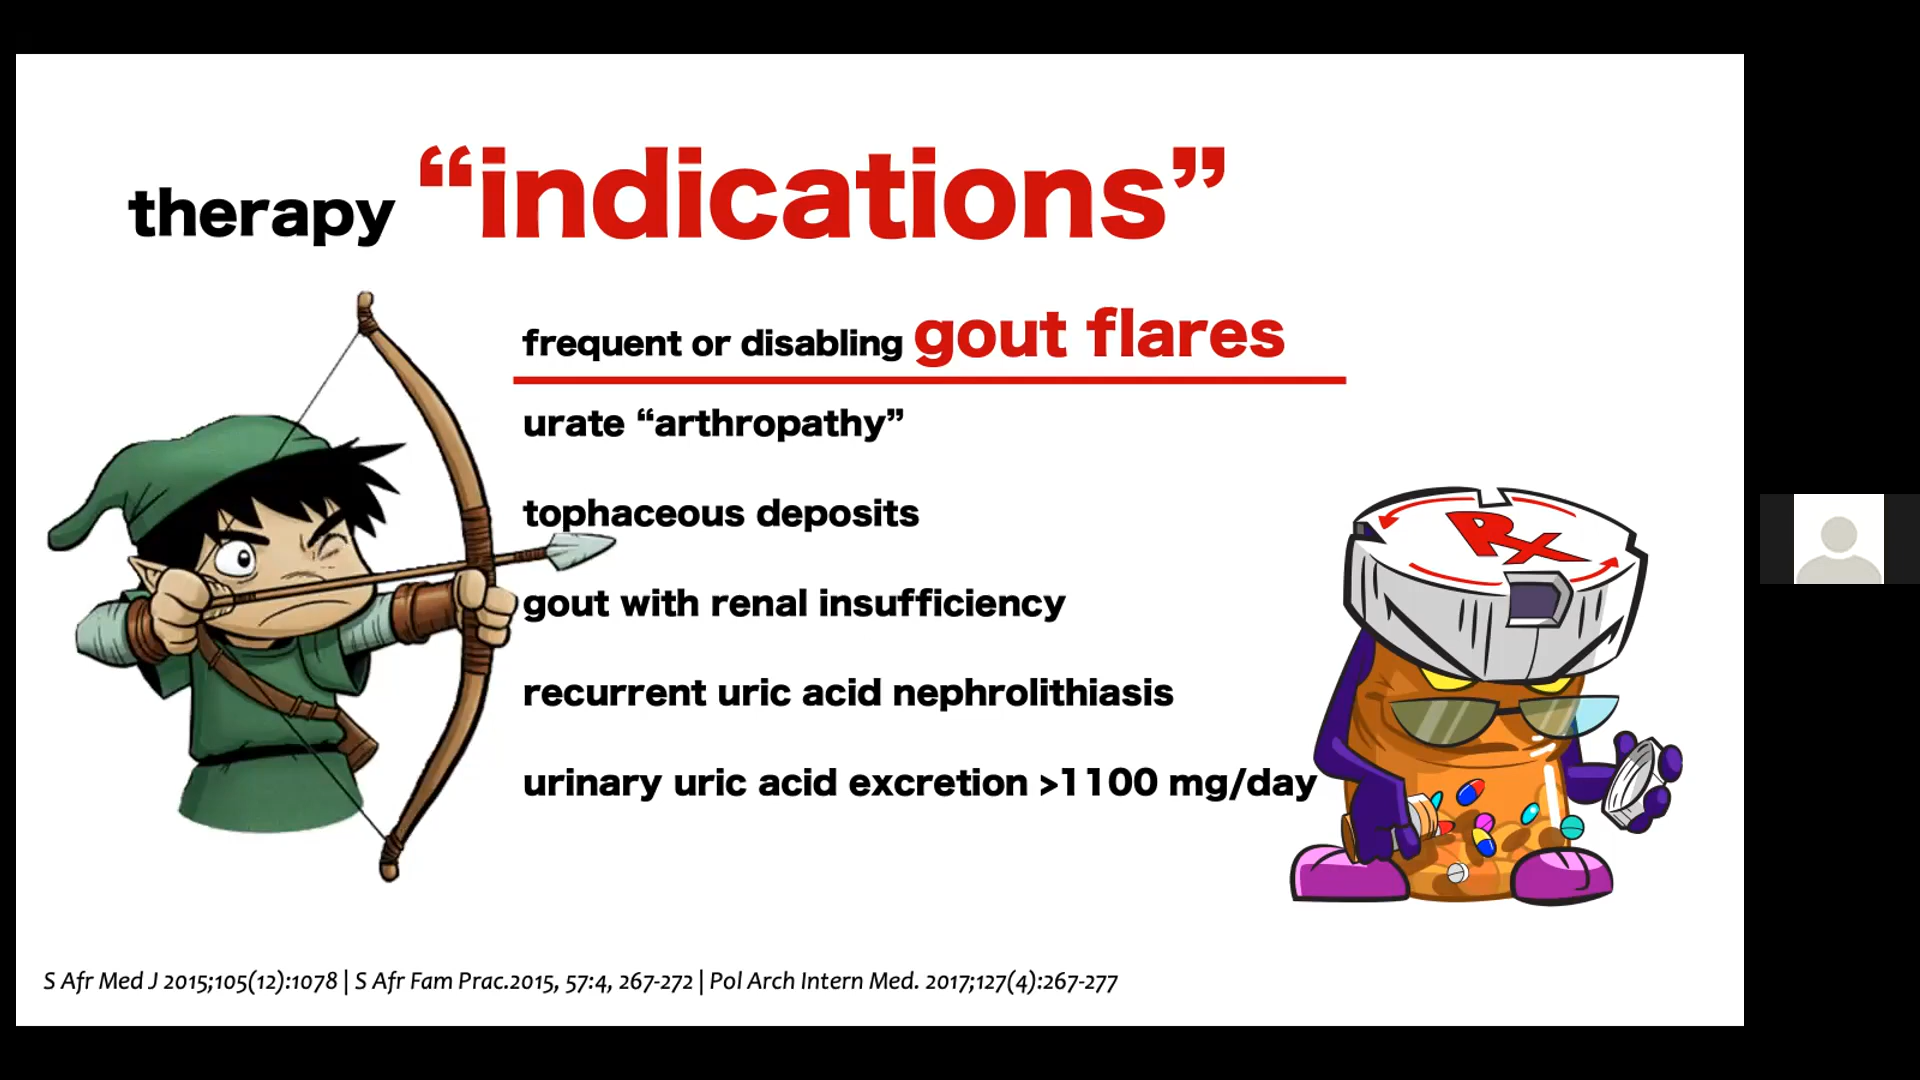 therapy “indications”
frequent or disabling gout flares
urate “arthropathy”
tophaceous deposits
gout with renal insufficiency
recurrent uric acid nephrolithiasis
urinary uric acid excretion >1100 mg/day
Rx
S Afr Med J 2015;105(12):1078 | S Afr Fam Prac.2015, 57:4, 267-272 | Pol Arch Intern Med. 2017;127(4):267-277